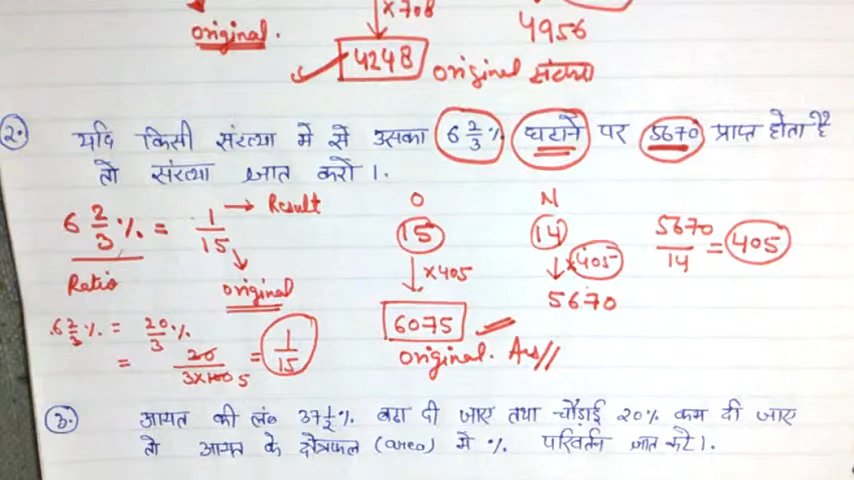 original.
×708
4956
4248 original संख्या
2. यदि किसी संख्या में से उसका 6 2/3 % घटाने पर 5670 प्राप्त होता है
तो संख्या ज्ञात करो।
6 2/3 % = 1/15 → Result
Ratio
original
O N
15 14
×405 ×405
6075 5670
original. Ans//
5670/14 = 405
6 2/3 % = 20/3 %
= 20/3×100 5 = 1/15
3. आयत की लं० 37 1/2 % बढा दी जाए तथा चौड़ाई 20% कम दी जाए
तो आयत के क्षेत्रफल (area) में % परिवर्तन ज्ञात करो।